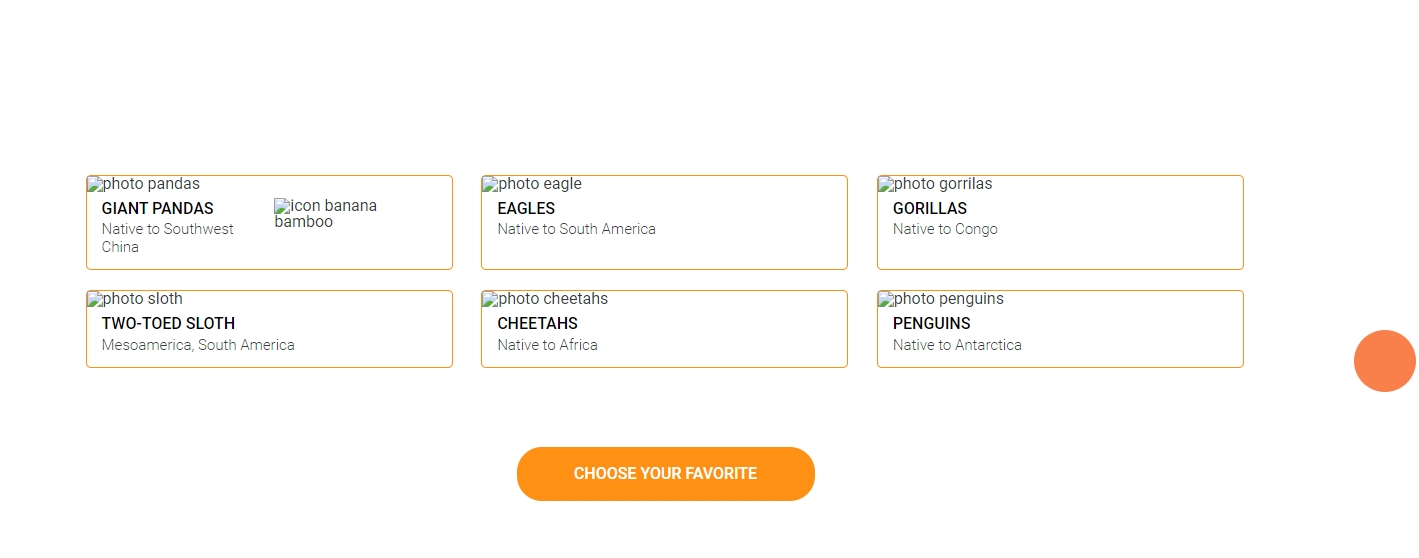 photo pandas
GIANT PANDAS
Native to Southwest
China
icon banana
bamboo
photo eagle
EAGLES
Native to South America
photo gorrilas
GORILLAS
Native to Congo
photo sloth
TWO-TOED SLOTH
Mesoamerica, South America
photo cheetahs
CHEETAHS
Native to Africa
photo penguins
PENGUINS
Native to Antarctica
CHOOSE YOUR FAVORITE